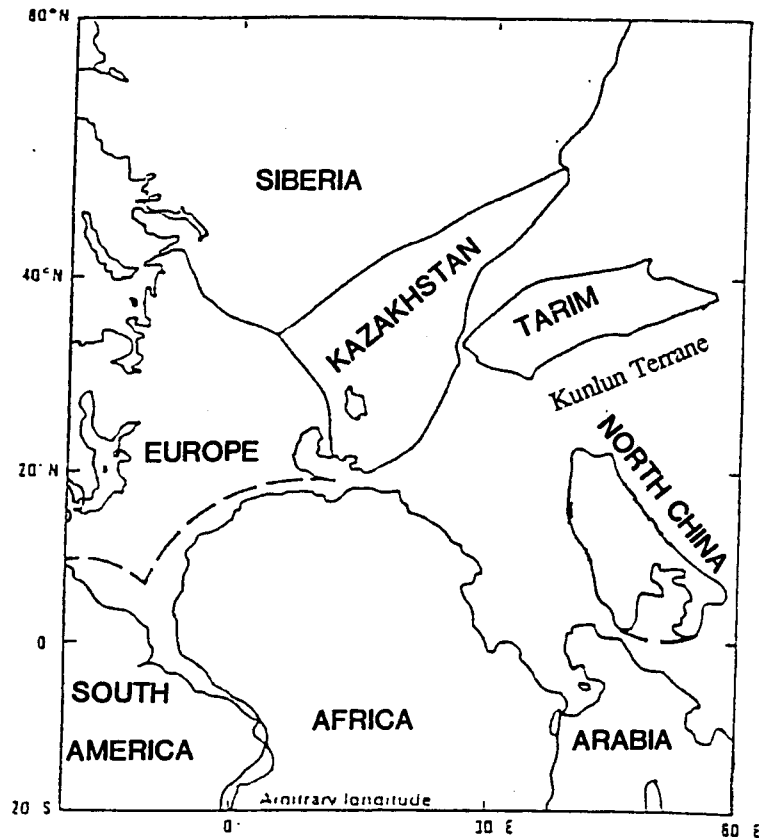 60°N
SIBERIA
KAZAKHSTAN
40°N
TARIM
Kunlun Terrane
NORTH CHINA
EUROPE
20°N
0
SOUTH
AMERICA
AFRICA
ARABIA
20 S
Arbitrary longitude
0°
30 E
60 E